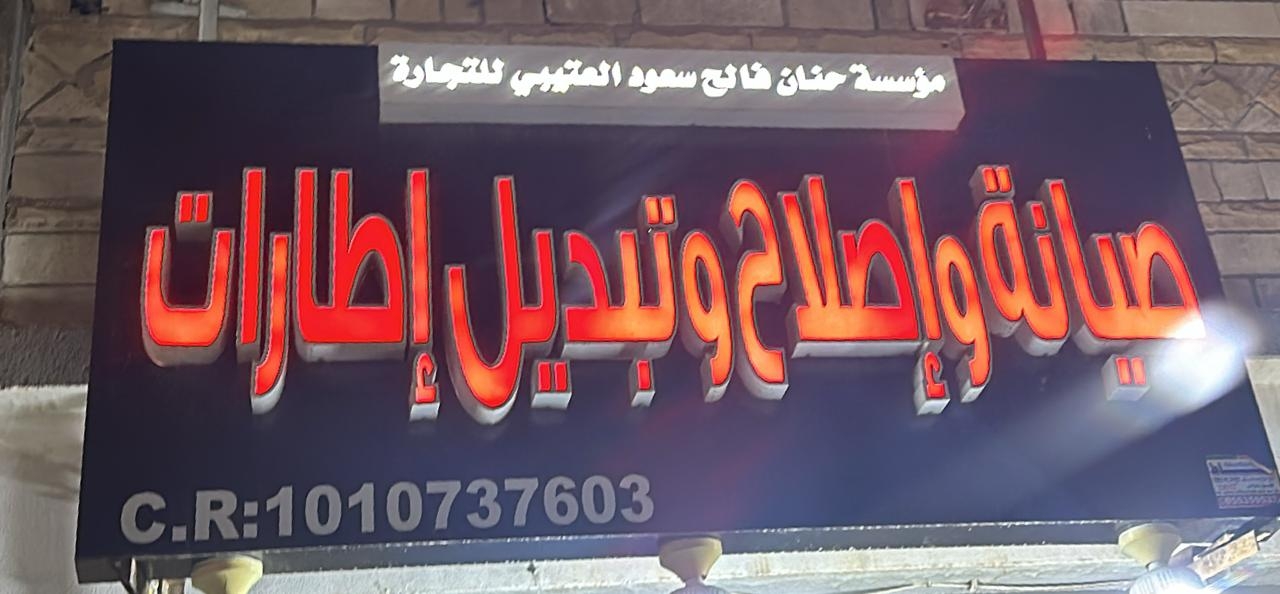 مؤسسة حنان فالح سعود العتيبي للتجارة
صيانة وإصلاح وتبديل إطارات
C.R:1010737603